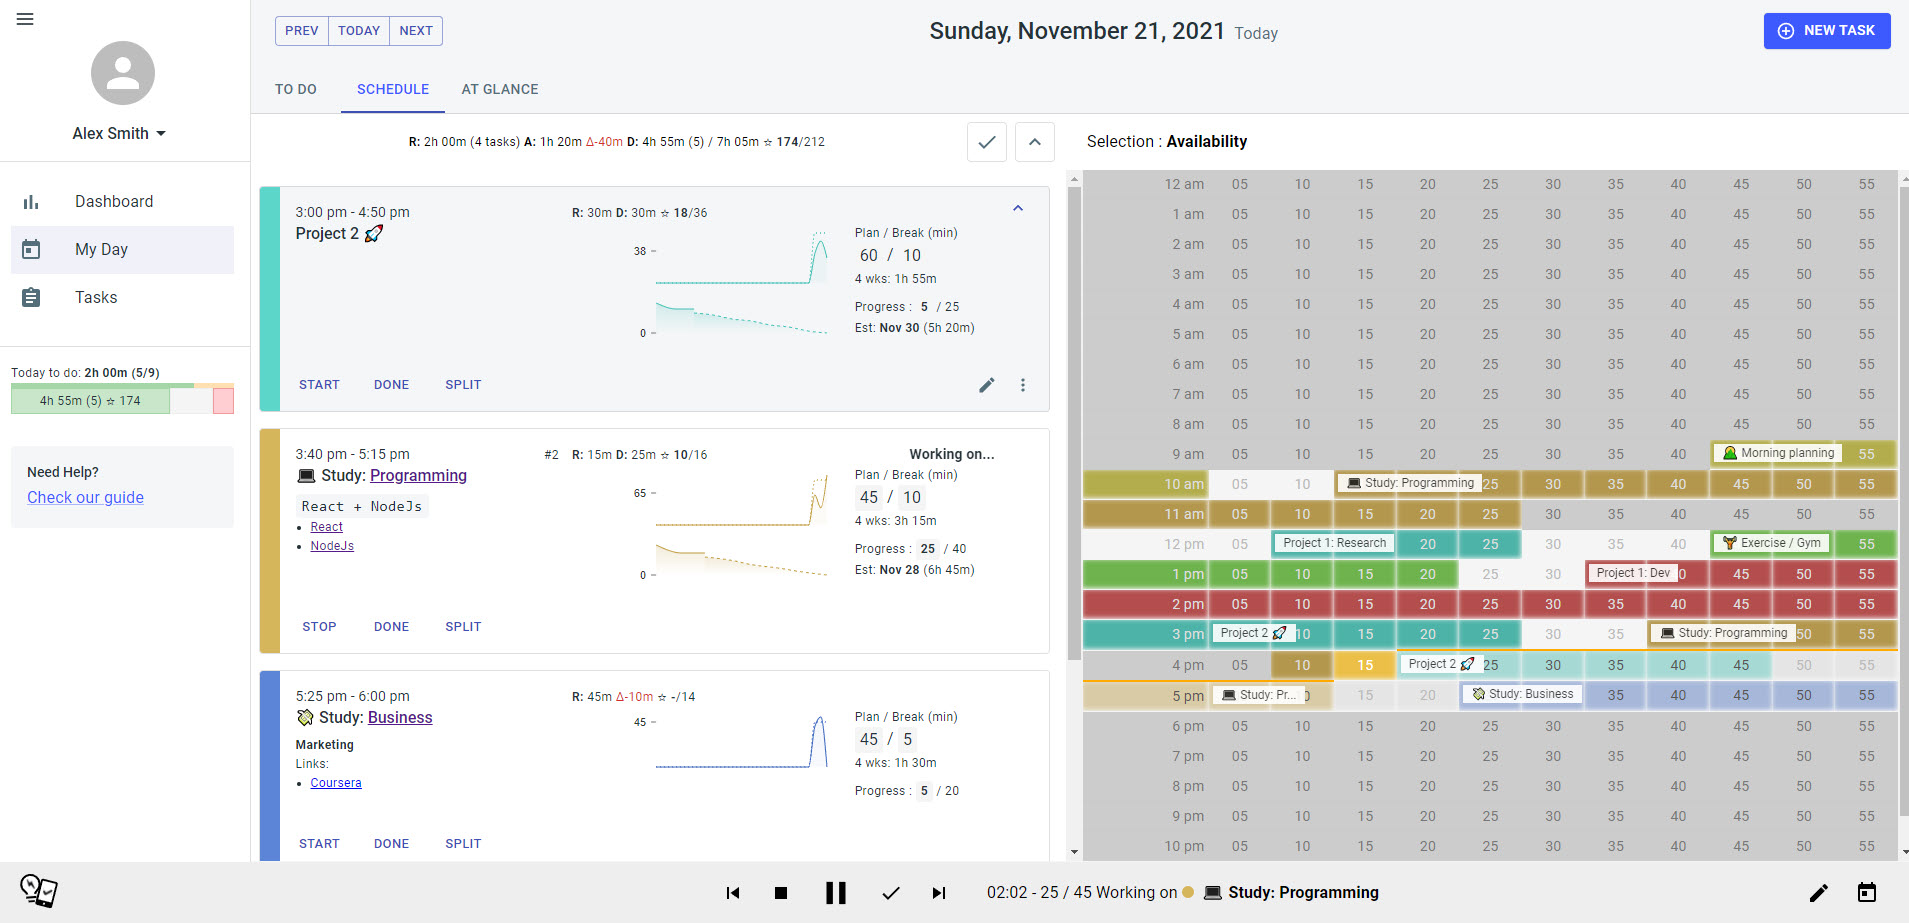 PREV TODAY NEXT
Sunday, November 21, 2021 Today
NEW TASK
Alex Smith
TO DO SCHEDULE AT GLANCE
Dashboard
My Day
Tasks
Today to do: 2h 00m (5/9)
4h 55m (5) ☆ 174
Need Help?
Check our guide
R: 2h 00m (4 tasks) A: 1h 20m Δ-40m D: 4h 55m (5) / 7h 05m ☆ 174/212
3:00 pm - 4:50 pm
Project 2 🚀
R: 30m D: 30m ☆ 18/36
38
0
Plan / Break (min)
60 / 10
4 wks: 1h 55m
Progress : 5 / 25
Est: Nov 30 (5h 20m)
START DONE SPLIT
3:40 pm - 5:15 pm
💻 Study: Programming
React + NodeJs
• React
• NodeJs
#2 R: 15m D: 25m ☆ 10/16
65
0
Working on...
Plan / Break (min)
45 / 10
4 wks: 3h 15m
Progress : 25 / 40
Est: Nov 28 (6h 45m)
STOP DONE SPLIT
5:25 pm - 6:00 pm
Study: Business
Marketing
Links:
• Coursera
R: 45m Δ-10m ☆ -/14
45
Plan / Break (min)
45 / 5
4 wks: 1h 30m
Progress : 5 / 20
START DONE SPLIT
Selection : Availability
12 am 05 10 15 20 25 30 35 40 45 50 55
1 am 05 10 15 20 25 30 35 40 45 50 55
2 am 05 10 15 20 25 30 35 40 45 50 55
3 am 05 10 15 20 25 30 35 40 45 50 55
4 am 05 10 15 20 25 30 35 40 45 50 55
5 am 05 10 15 20 25 30 35 40 45 50 55
6 am 05 10 15 20 25 30 35 40 45 50 55
7 am 05 10 15 20 25 30 35 40 45 50 55
8 am 05 10 15 20 25 30 35 40 45 50 55
9 am 05 10 15 20 25 30 35 40 Morning planning 55
10 am 05 10 Study: Programming 25 30 35 40 45 50 55
11 am 05 10 15 20 25 30 35 40 45 50 55
12 pm 05 Project 1: Research 20 25 30 35 40 Exercise / Gym 55
1 pm 05 10 15 20 25 30 Project 1: Dev 0 45 50 55
2 pm 05 10 15 20 25 30 35 40 45 50 55
3 pm Project 2 🚀 10 15 20 25 30 35 Study: Programming 50 55
4 pm 05 10 15 Project 2 🚀 25 30 35 40 45 50 55
5 pm Study: Pr... 0 15 20 Study: Business 35 40 45 50 55
6 pm 05 10 15 20 25 30 35 40 45 50 55
7 pm 05 10 15 20 25 30 35 40 45 50 55
8 pm 05 10 15 20 25 30 35 40 45 50 55
9 pm 05 10 15 20 25 30 35 40 45 50 55
10 pm 05 10 15 20 25 30 35 40 45 50 55
02:02 - 25 / 45 Working on 💻 Study: Programming